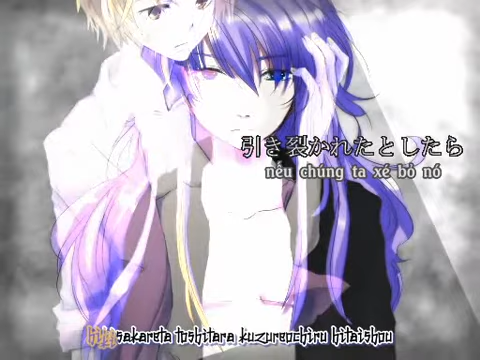 引き裂かれたとしたら
nếu chúng ta xé bỏ nó
hikisakareta toshitara kuzureochiru hitaishou